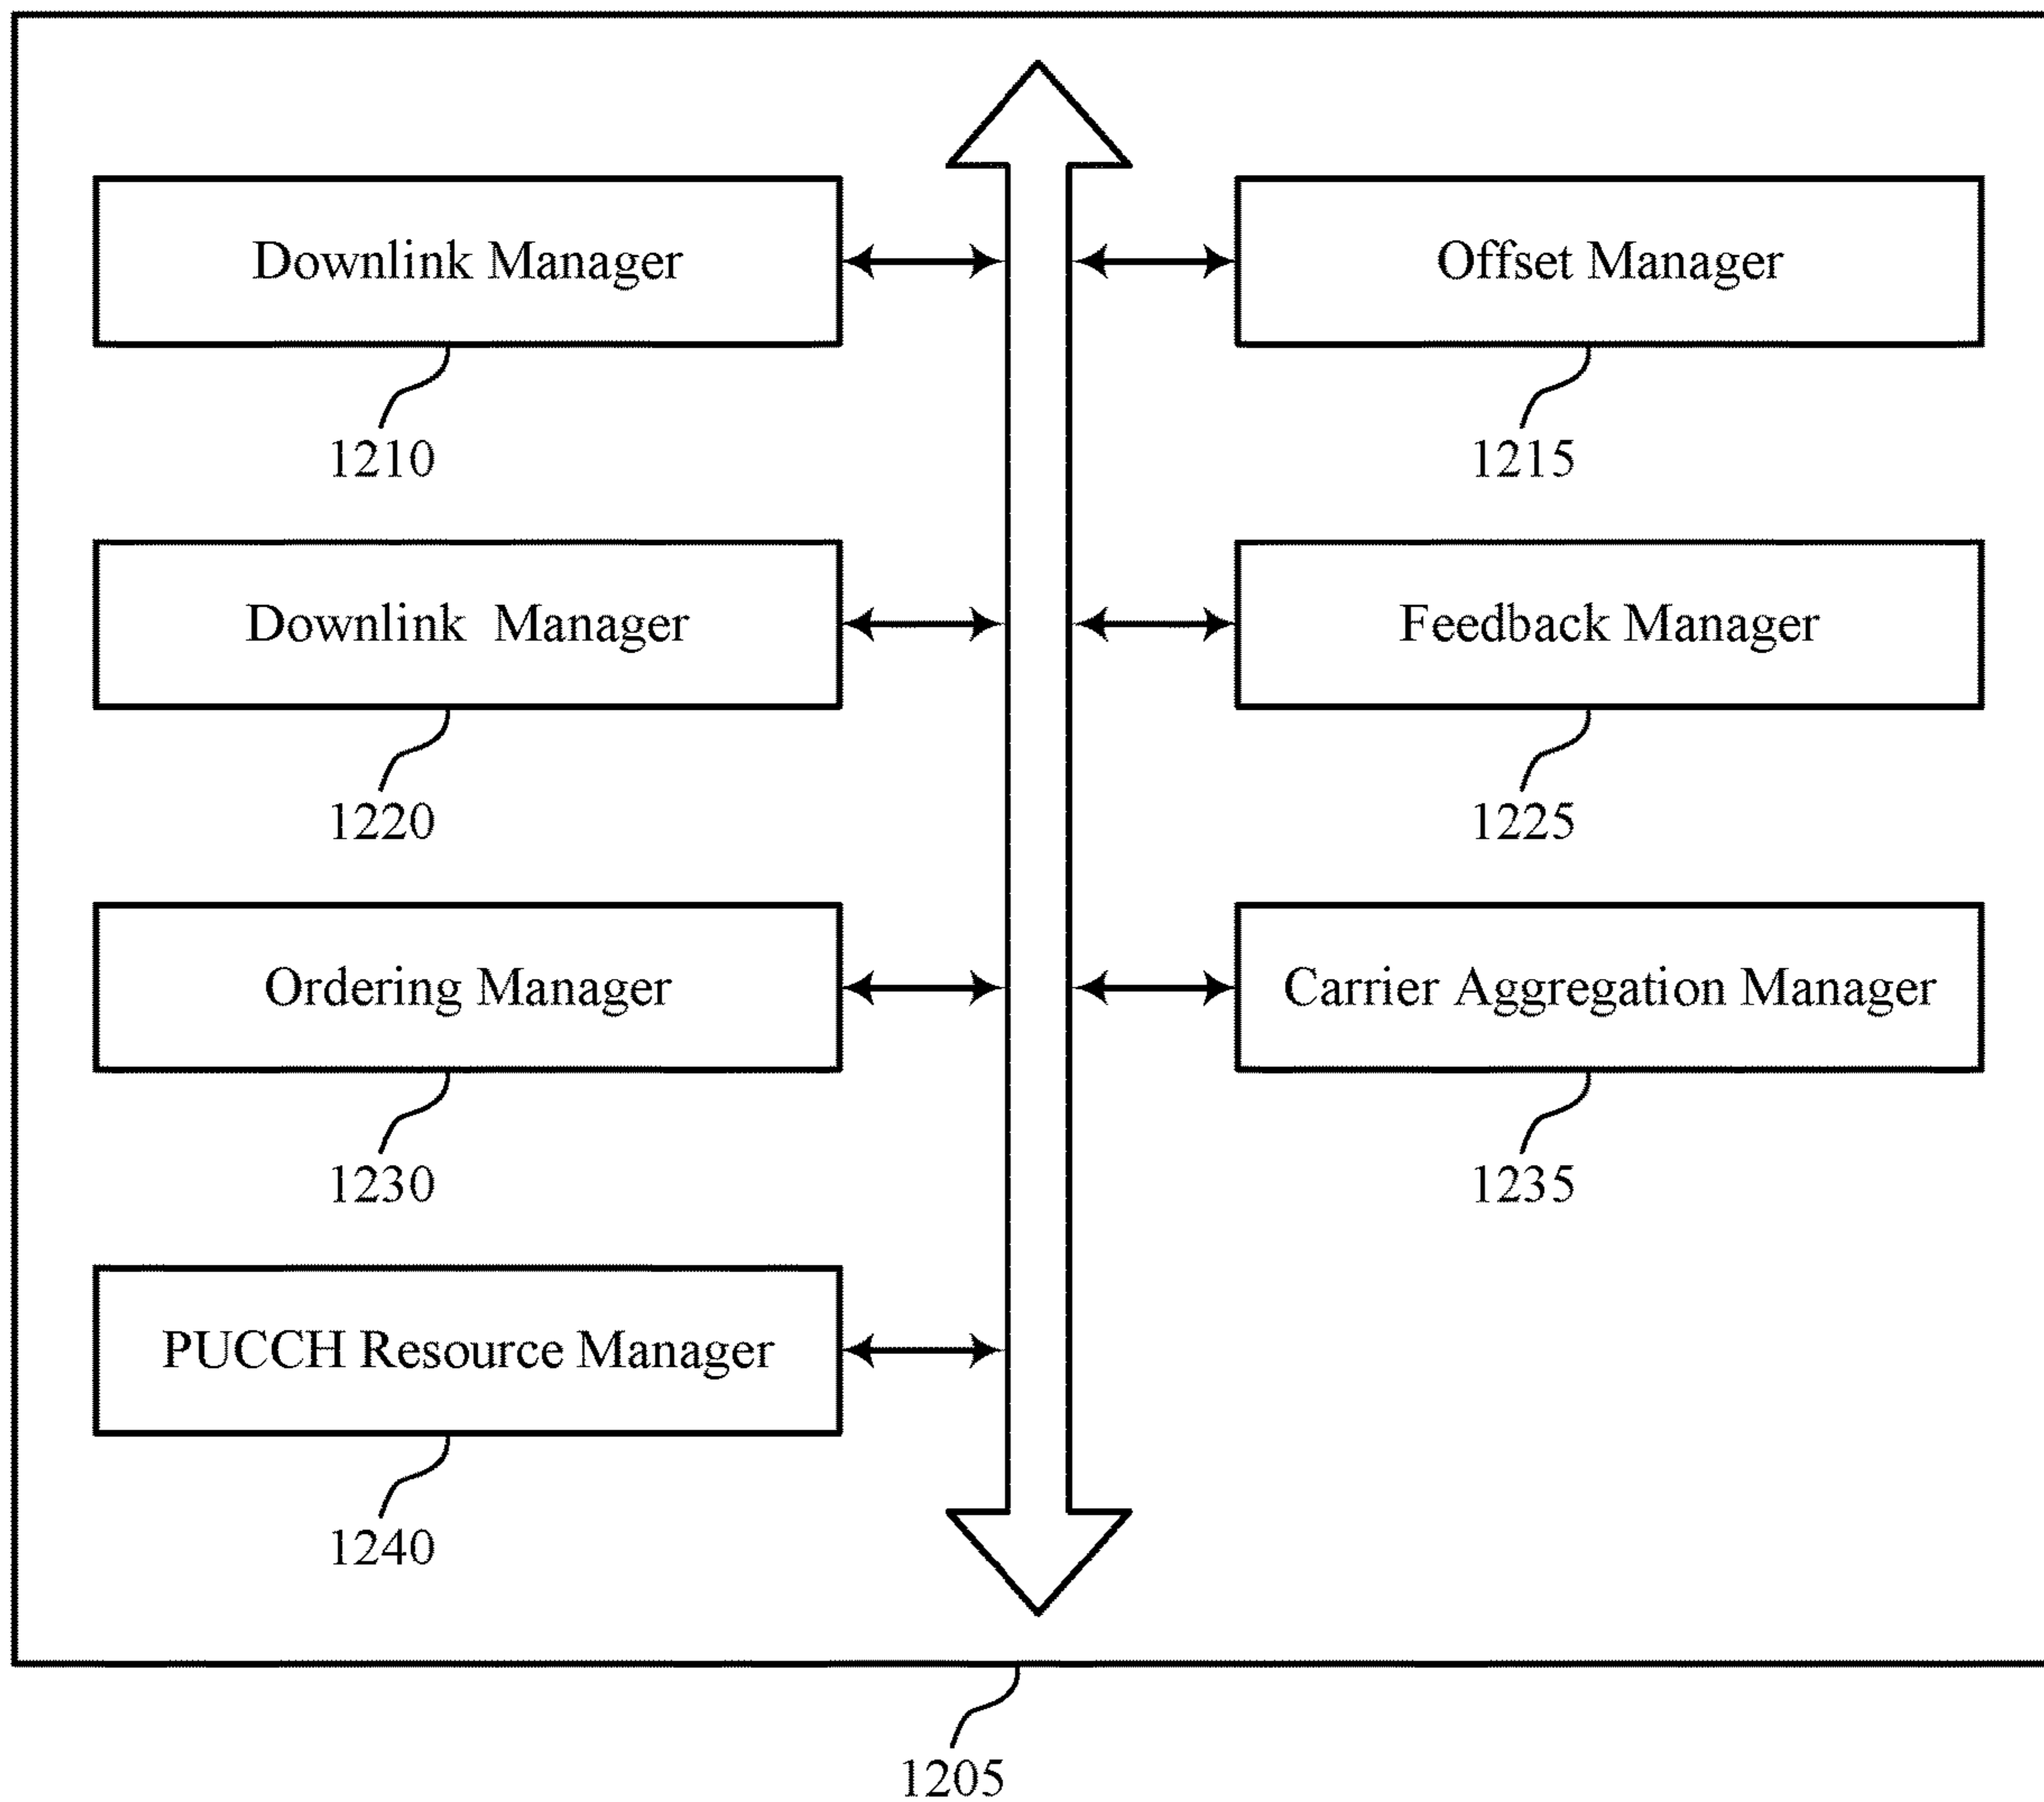 Downlink Manager
Offset Manager
1210
1215
Downlink  Manager
Feedback Manager
1220
1225
Ordering Manager
Carrier Aggregation Manager
1230
1235
PUCCH Resource Manager
1240
1205